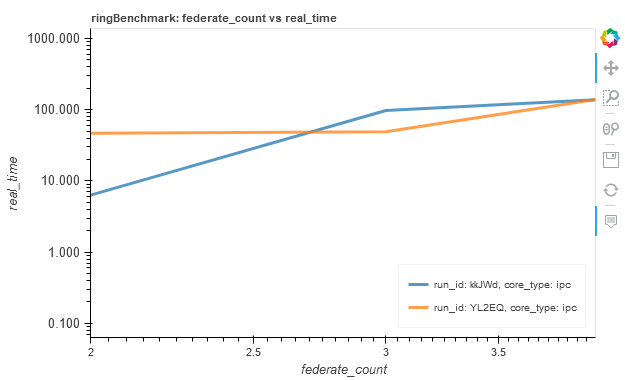 ringBenchmark: federate_count vs real_time
1000.000
100.000
10.000
1.000
0.100
real_time
2
2.5
3
3.5
federate_count
run_id: kkJWd, core_type: ipc
run_id: YL2EQ, core_type: ipc